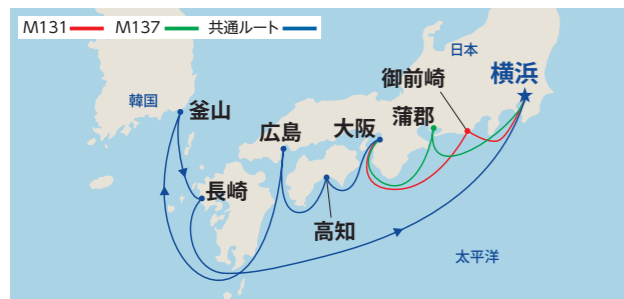 M131 M137 共通ルート
日本
横浜
御前崎
韓国
釜山
広島
大阪
蒲郡
長崎
高知
太平洋